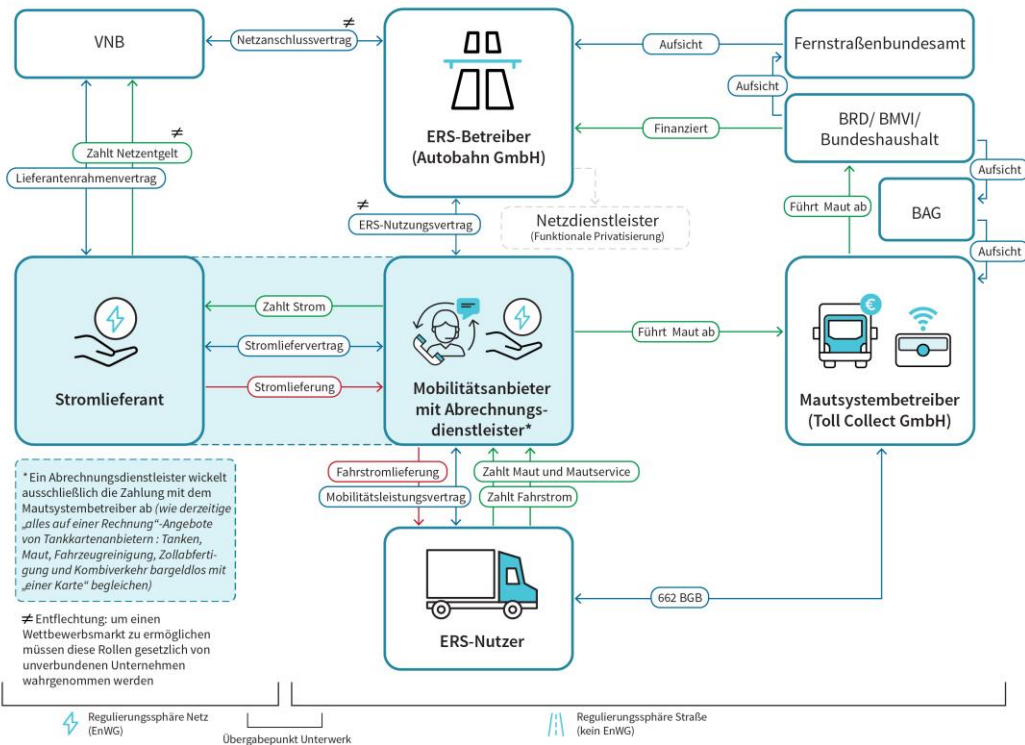 ≠
VNB
Netzanschlussvertrag
Aufsicht
Fernstraßenbundesamt
Aufsicht
ERS-Betreiber
(Autobahn GmbH)
Finanziert
BRD/ BMVI/
Bundeshaushalt
≠
Zahlt Netzentgelt
Lieferantenrahmenvertrag
Aufsicht
≠
ERS-Nutzungsvertrag
Netzdienstleister
(Funktionale Privatisierung)
Führt Maut ab
BAG
Aufsicht
Zahlt Strom
Stromliefervertrag
Stromlieferung
Stromlieferant
Mobilitätsanbieter
mit Abrechnungs-
dienstleister*
Führt Maut ab
€
Mautsystembetreiber
(Toll Collect GmbH)
Fahrstromlieferung
Mobilitätsleistungsvertrag
Zahlt Maut und Mautservice
Zahlt Fahrstrom
* Ein Abrechnungsdienstleister wickelt
ausschließlich die Zahlung mit dem
Mautsystembetreiber ab (wie derzeitige
„alles auf einer Rechnung“-Angebote
von Tankkartenanbietern : Tanken,
Maut, Fahrzeugreinigung, Zollabferti-
gung und Kombiverkehr bargeldlos mit
„einer Karte“ begleichen)
662 BGB
ERS-Nutzer
≠ Entflechtung: um einen
Wettbewerbsmarkt zu ermöglichen
müssen diese Rollen gesetzlich von
unverbundenen Unternehmen
wahrgenommen werden
Regulierungssphäre Netz
(EnWG)
Übergabepunkt Unterwerk
Regulierungssphäre Straße
(kein EnWG)